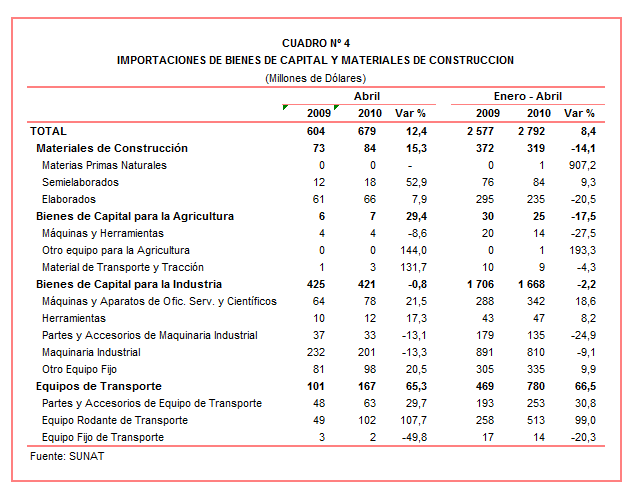 CUADRO Nº 4
IMPORTACIONES DE BIENES DE CAPITAL Y MATERIALES DE CONSTRUCCION
(Millones de Dólares)
Abril Enero - Abril
2009 2010 Var % 2009 2010 Var %
TOTAL 604 679 12,4 2 577 2 792 8,4
Materiales de Construcción 73 84 15,3 372 319 -14,1
Materias Primas Naturales 0 0 - 0 1 907,2
Semielaborados 12 18 52,9 76 84 9,3
Elaborados 61 66 7,9 295 235 -20,5
Bienes de Capital para la Agricultura 6 7 29,4 30 25 -17,5
Máquinas y Herramientas 4 4 -8,6 20 14 -27,5
Otro equipo para la Agricultura 0 0 144,0 0 1 193,3
Material de Transporte y Tracción 1 3 131,7 10 9 -4,3
Bienes de Capital para la Industria 425 421 -0,8 1 706 1 668 -2,2
Máquinas y Aparatos de Ofic. Serv. y Científicos 64 78 21,5 288 342 18,6
Herramientas 10 12 17,3 43 47 8,2
Partes y Accesorios de Maquinaria Industrial 37 33 -13,1 179 135 -24,9
Maquinaria Industrial 232 201 -13,3 891 810 -9,1
Otro Equipo Fijo 81 98 20,5 305 335 9,9
Equipos de Transporte 101 167 65,3 469 780 66,5
Partes y Accesorios de Equipo de Transporte 48 63 29,7 193 253 30,8
Equipo Rodante de Transporte 49 102 107,7 258 513 99,0
Equipo Fijo de Transporte 3 2 -49,8 17 14 -20,3
Fuente: SUNAT